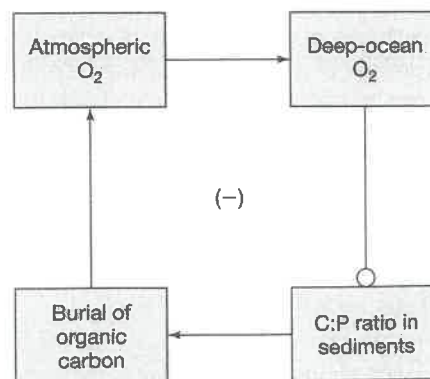 Atmospheric
O₂
Deep-ocean
O₂
(−)
Burial of
organic
carbon
C:P ratio in
sediments